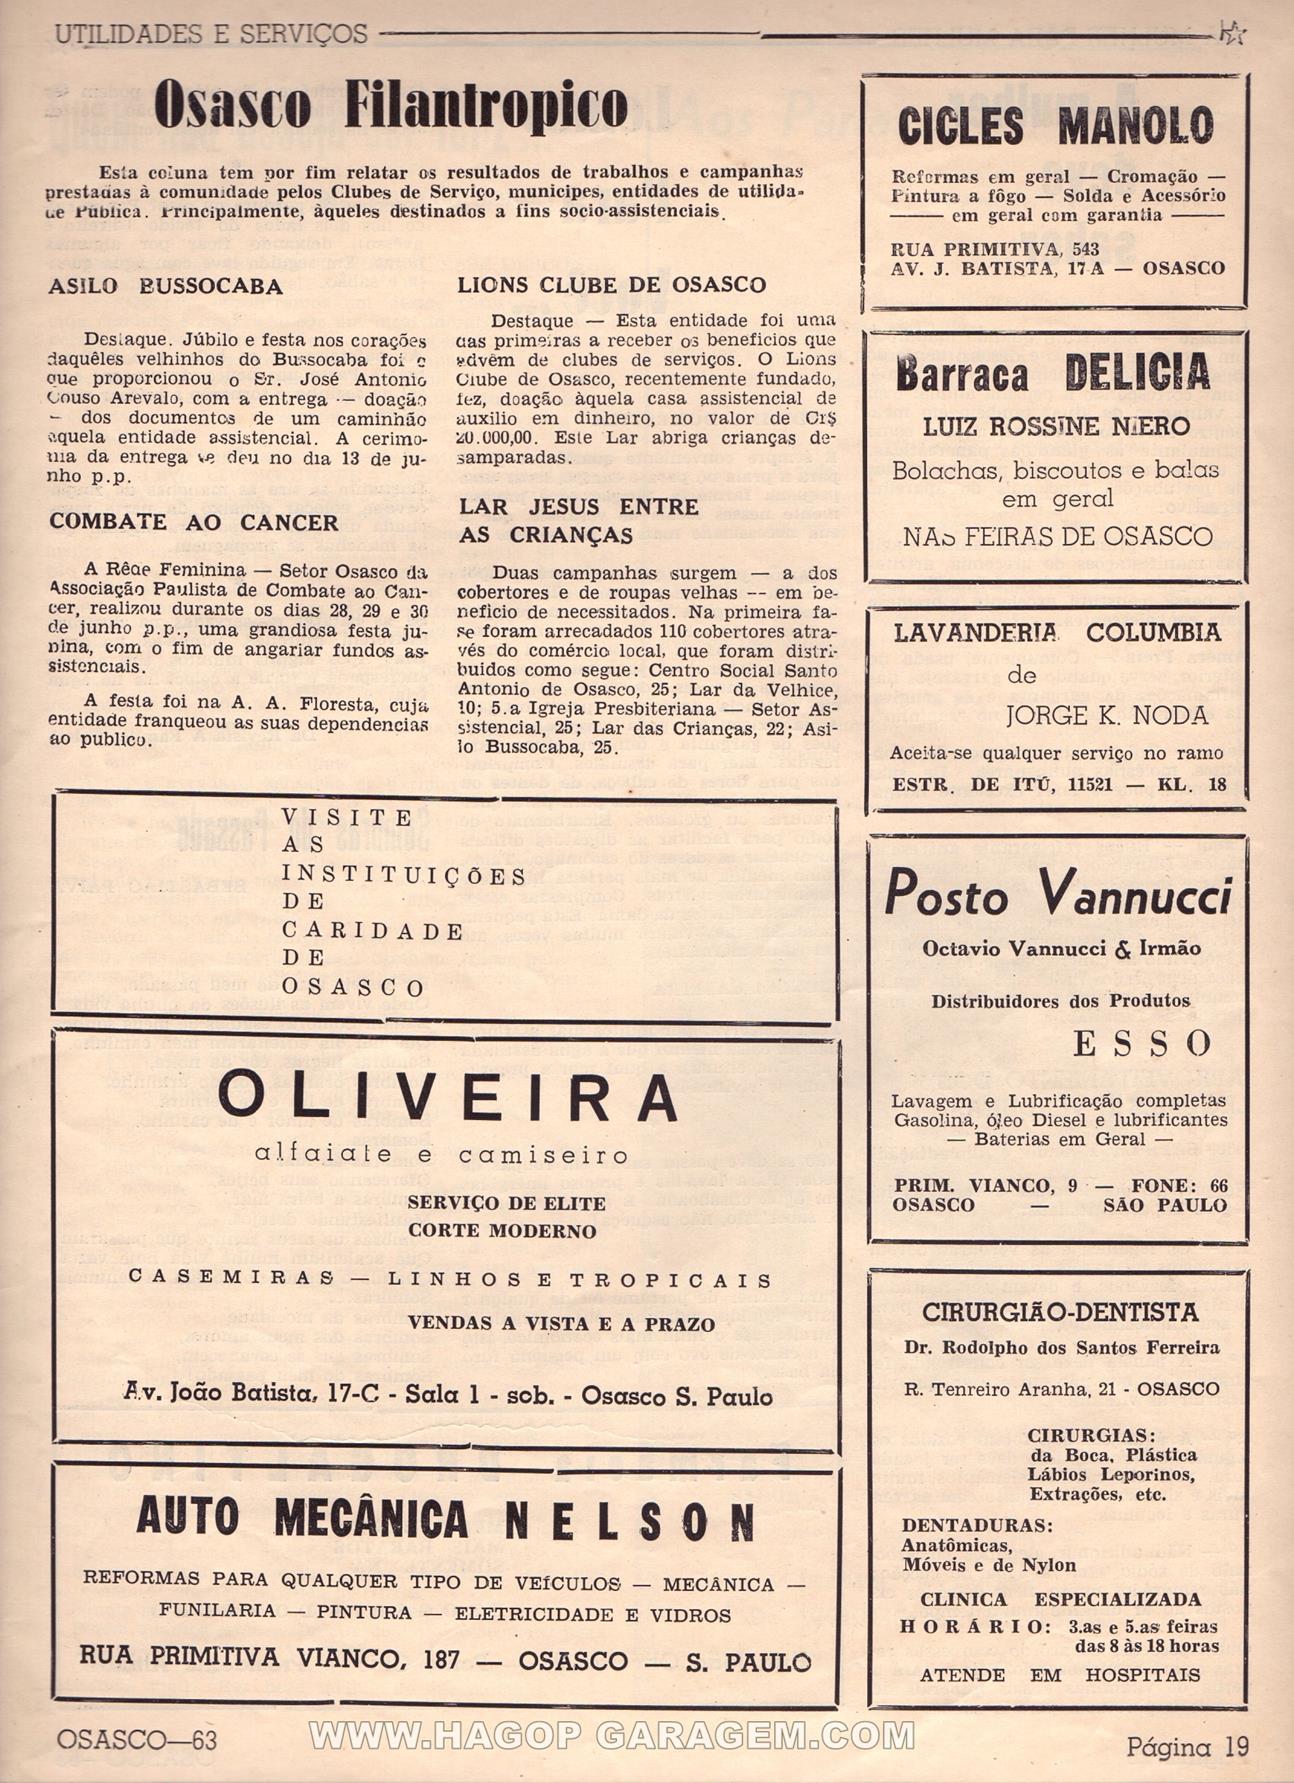 UTILIDADES E SERVIÇOS
Osasco Filantropico
Esta coluna tem por fim relatar os resultados de trabalhos e campanhas
prestadas à comunidade pelos Clubes de Serviço, municipes, entidades de utilida-
de Publica. Principalmente, àqueles destinados a fins socio-assistenciais.
ASILO BUSSOCABA
Destaque. Júbilo e festa nos corações
daquêles velhinhos do Bussocaba foi o
que proporcionou o Sr. José Antonio
Couso Arevalo, com a entrega — doação
— dos documentos de um caminhão
aquela entidade assistencial. A cerimo-
nia da entrega se deu no dia 13 de ju-
nho p.p.
COMBATE AO CANCER
A Rêde Feminina — Setor Osasco da
Associação Paulista de Combate ao Can-
cer, realizou durante os dias 28, 29 e 30
de junho p.p., uma grandiosa festa ju-
nina, com o fim de angariar fundos as-
sistenciais.
A festa foi na A. A. Floresta, cuja
entidade franqueou as suas dependencias
ao publico.
LIONS CLUBE DE OSASCO
Destaque — Esta entidade foi uma
das primeiras a receber os beneficios que
advêm de clubes de serviços. O Lions
Clube de Osasco, recentemente fundado,
fez, doação àquela casa assistencial de
auxilio em dinheiro, no valor de Cr$
20.000,00. Este Lar abriga crianças de-
samparadas.
LAR JESUS ENTRE
AS CRIANÇAS
Duas campanhas surgem — a dos
cobertores e de roupas velhas -- em be-
neficio de necessitados. Na primeira fa-
se foram arrecadados 110 cobertores atra-
vés do comércio local, que foram distri-
buidos como segue: Centro Social Santo
Antonio de Osasco, 25; Lar da Velhice,
10; 5.a Igreja Presbiteriana — Setor As-
sistencial, 25; Lar das Crianças, 22; Asi-
lo Bussocaba, 25.
VISITE
AS
INSTITUIÇÕES
DE
CARIDADE
DE
OSASCO
OLIVEIRA
alfaiate e camiseiro
SERVIÇO DE ELITE
CORTE MODERNO
CASEMIRAS — LINHOS E TROPICAIS
VENDAS A VISTA E A PRAZO
Av. João Batista, 17-C - Sala 1 - sob. - Osasco S. Paulo
AUTO MECÂNICA NELSON
REFORMAS PARA QUALQUER TIPO DE VEÍCULOS — MECÂNICA —
FUNILARIA — PINTURA — ELETRICIDADE E VIDROS
RUA PRIMITIVA VIANCO, 187 — OSASCO — S. PAULO
CICLES MANOLO
Reformas em geral — Cromação —
Pintura a fôgo — Solda e Acessório
—— em geral com garantia ——
RUA PRIMITIVA, 543
AV. J. BATISTA, 17 A — OSASCO
Barraca DELICIA
LUIZ ROSSINE NIERO
Bolachas, biscoutos e balas
em geral
NAS FEIRAS DE OSASCO
LAVANDERIA COLUMBIA
de
JORGE K. NODA
Aceita-se qualquer serviço no ramo
ESTR. DE ITÚ, 11521 — KL. 18
Posto Vannucci
Octavio Vannucci & Irmão
Distribuidores dos Produtos
ESSO
Lavagem e Lubrificação completas
Gasolina, óleo Diesel e lubrificantes
— Baterias em Geral —
PRIM. VIANCO, 9 — FONE: 66
OSASCO — SÃO PAULO
CIRURGIÃO-DENTISTA
Dr. Rodolpho dos Santos Ferreira
R. Tenreiro Aranha, 21 - OSASCO
CIRURGIAS:
da Boca, Plástica
Lábios Leporinos,
Extrações, etc.
DENTADURAS:
Anatômicas,
Móveis e de Nylon
CLINICA ESPECIALIZADA
HORÁRIO: 3.as e 5.as feiras
das 8 às 18 horas
ATENDE EM HOSPITAIS
OSASCO—63
WWW.HAGOP GARAGEM.COM
Página 19